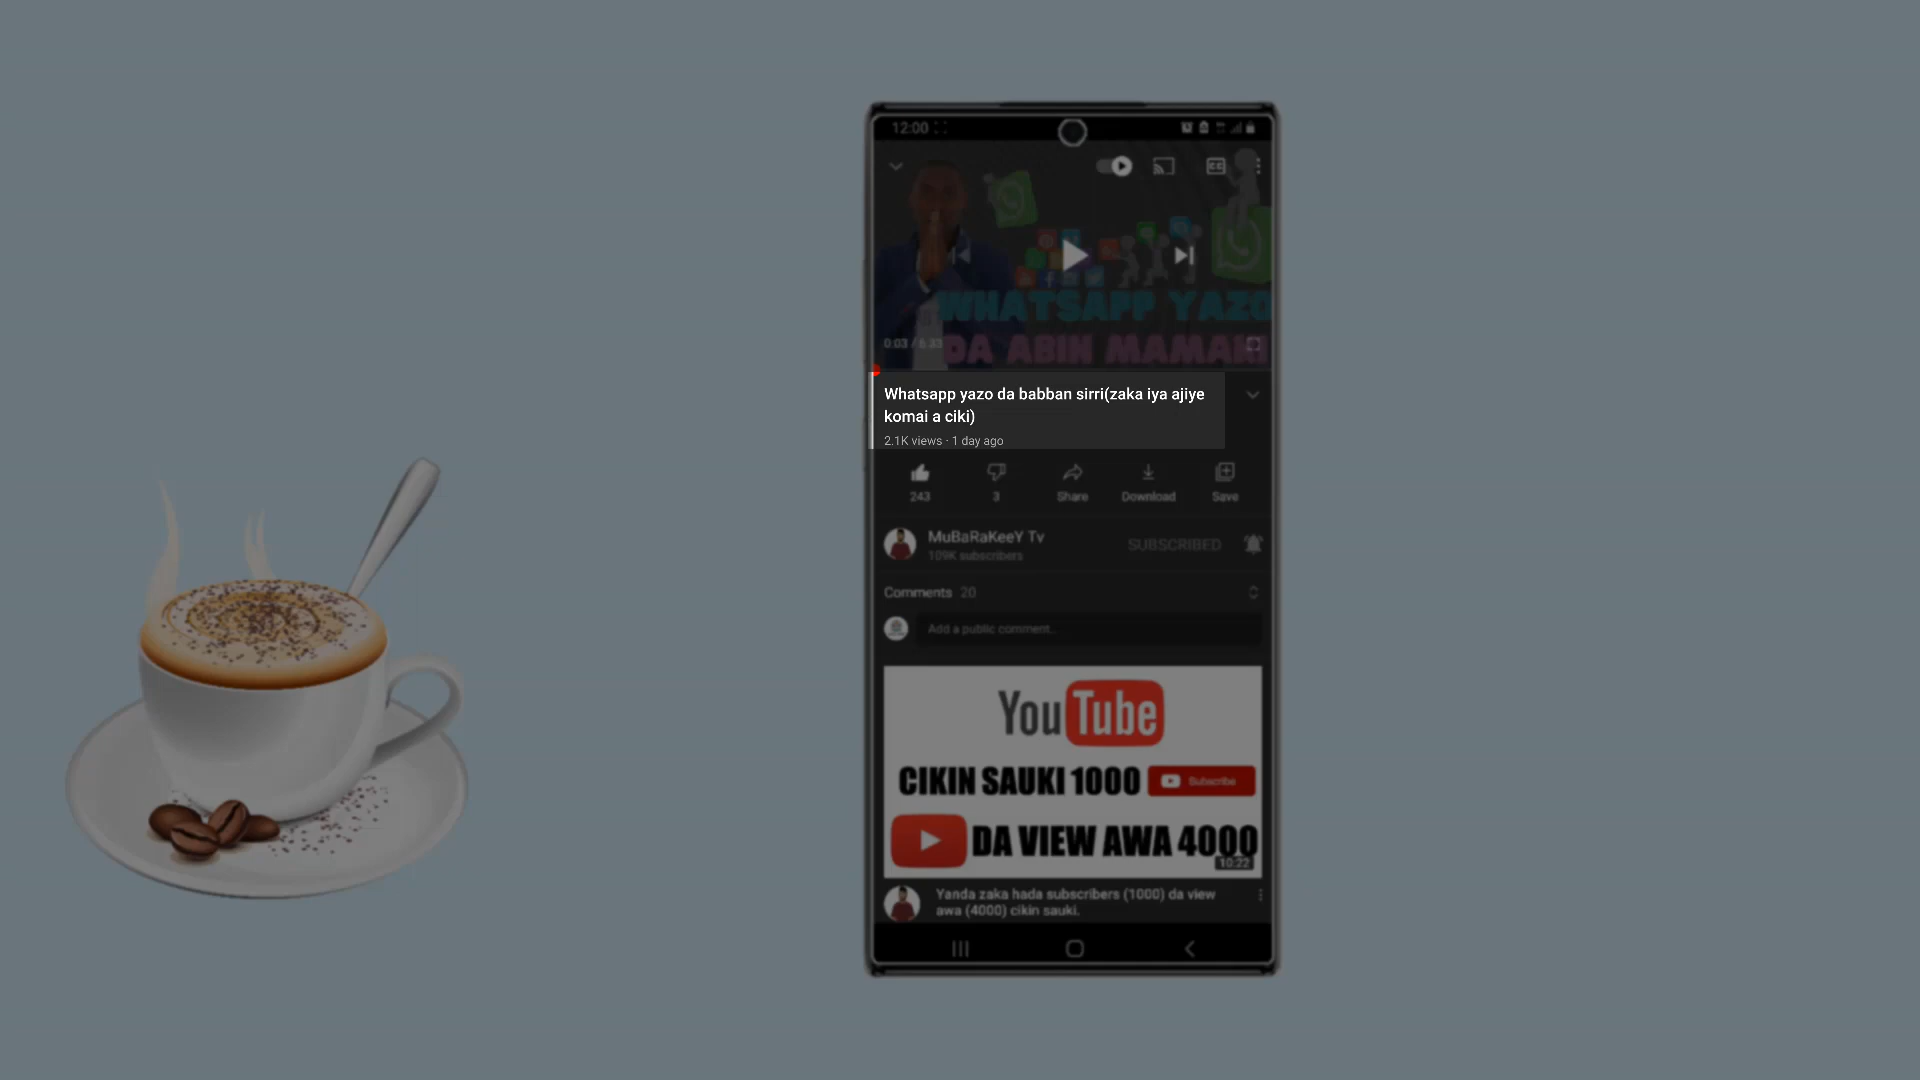 12:00
WHATSAPP YAZO
DA ABIN MAMAKI
0:03 / 6:33
Whatsapp yazo da babban sirri(zaka iya ajiye
komai a ciki)
2.1K views · 1 day ago
243
3
Share
Download
Save
MuBaRaKeeY Tv
109K subscribers
SUBSCRIBED
Comments 20
Add a public comment...
YouTube
CIKIN SAUKI 1000
Subscribe
DA VIEW AWA 4000
10:22
Yanda zaka hada subscribers (1000) da view
awa (4000) cikin sauki.